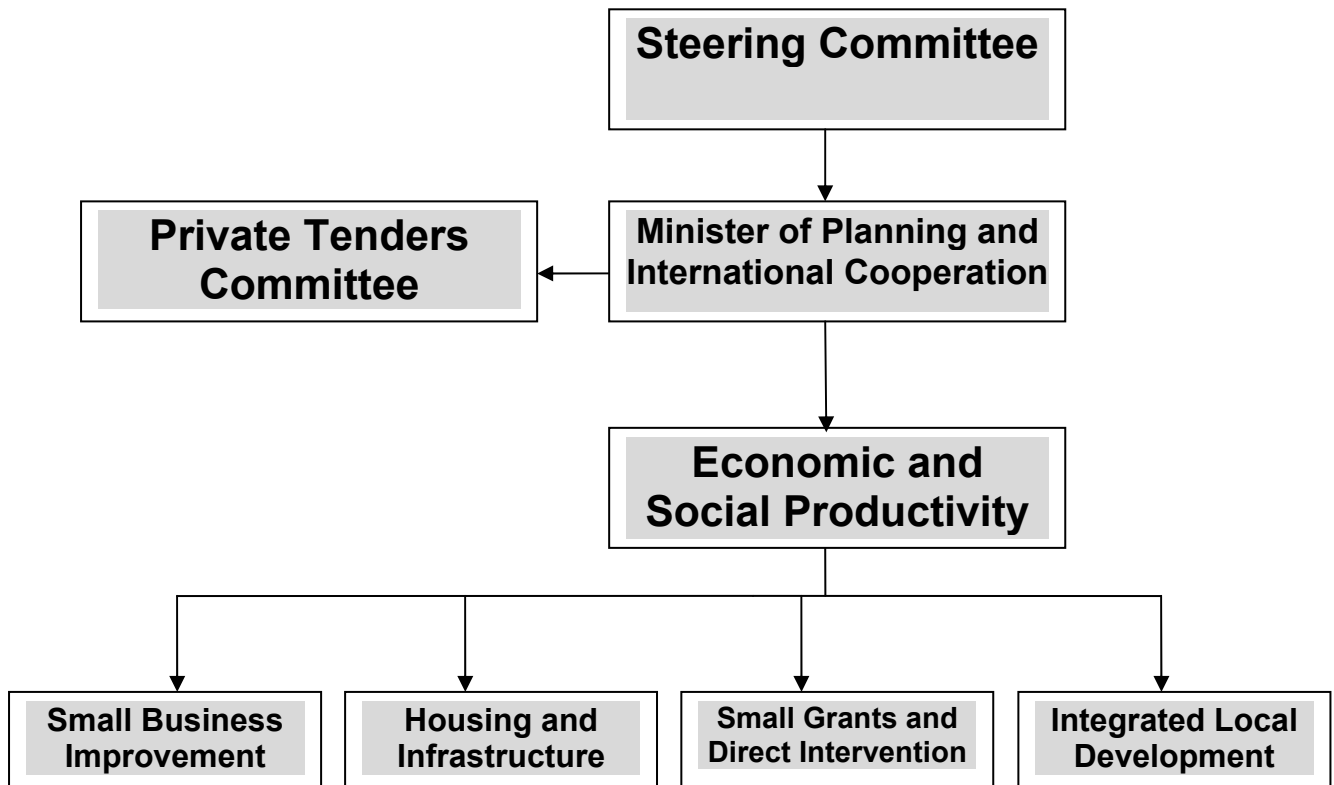 Steering Committee
Private Tenders
Committee
Minister of Planning and
International Cooperation
Economic and
Social Productivity
Small Business
Improvement
Housing and
Infrastructure
Small Grants and
Direct Intervention
Integrated Local
Development